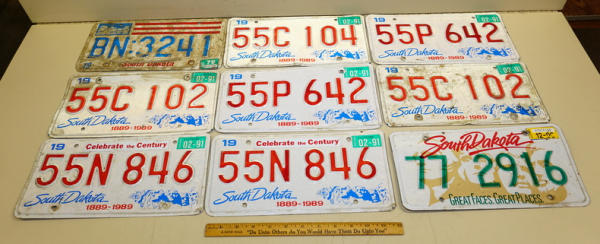 BN·3241
South Dakota
19 02-91
55C 104
South Dakota
1889-1989
19 02-91
55P 642
South Dakota
1889-1989
19 02-91
55C 102
South Dakota
1889-1989
19 02-91
55P 642
South Dakota
1889-1989
19 02-91
55C 102
South Dakota
1889-1989
19 Celebrate the Century 02-91
55N 846
South Dakota
1889-1989
19 Celebrate the Century 02-91
55N 846
South Dakota
1889-1989
South Dakota
77 2916
GREAT FACES. GREAT PLACES.
"Do Unto Others As You Would Have Them Do Unto You"